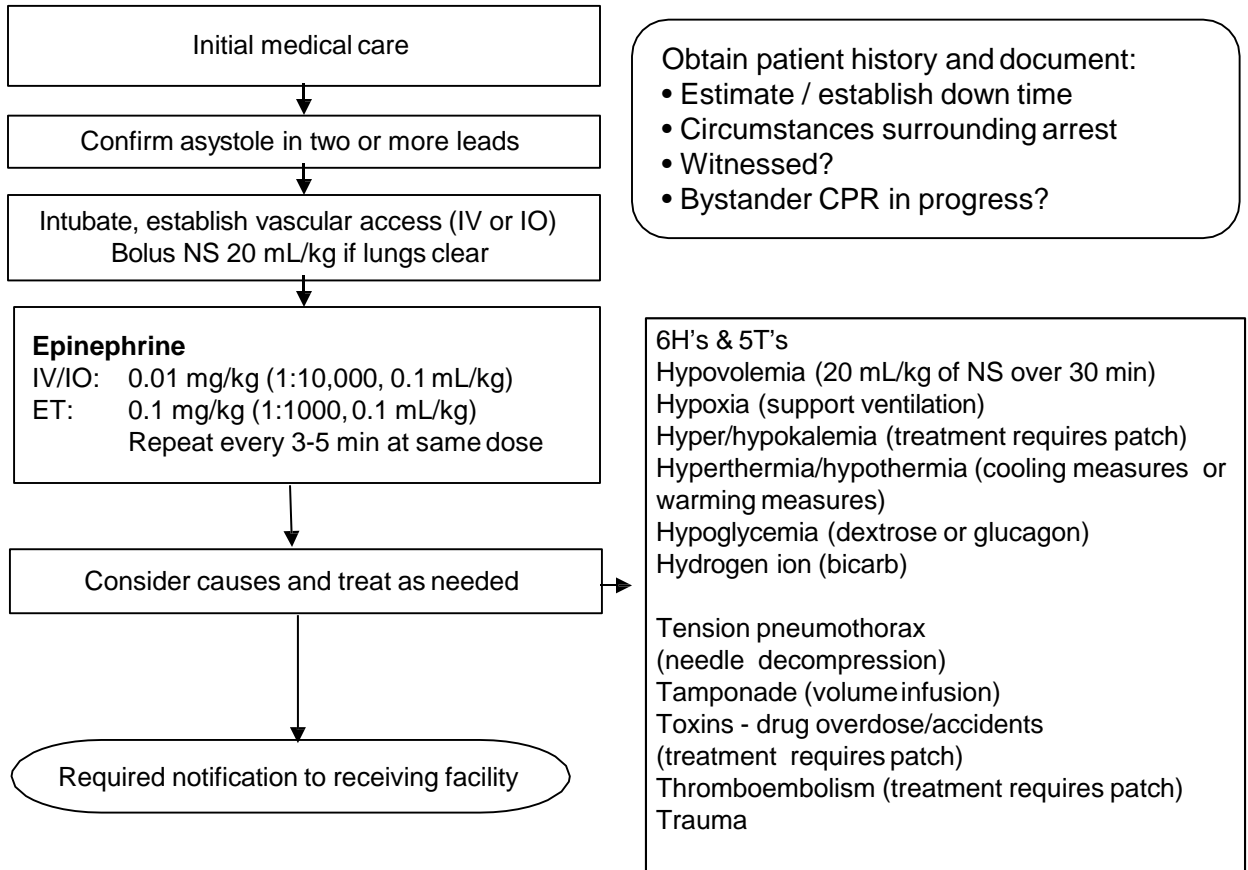 Initial medical care
Confirm asystole in two or more leads
Intubate, establish vascular access (IV or IO)
Bolus NS 20 mL/kg if lungs clear
Epinephrine
IV/IO: 0.01 mg/kg (1:10,000, 0.1 mL/kg)
ET: 0.1 mg/kg (1:1000, 0.1 mL/kg)
Repeat every 3-5 min at same dose
Consider causes and treat as needed
Required notification to receiving facility
Obtain patient history and document:
• Estimate / establish down time
• Circumstances surrounding arrest
• Witnessed?
• Bystander CPR in progress?
6H's & 5T's
Hypovolemia (20 mL/kg of NS over 30 min)
Hypoxia (support ventilation)
Hyper/hypokalemia (treatment requires patch)
Hyperthermia/hypothermia (cooling measures or
warming measures)
Hypoglycemia (dextrose or glucagon)
Hydrogen ion (bicarb)
Tension pneumothorax
(needle decompression)
Tamponade (volume infusion)
Toxins - drug overdose/accidents
(treatment requires patch)
Thromboembolism (treatment requires patch)
Trauma